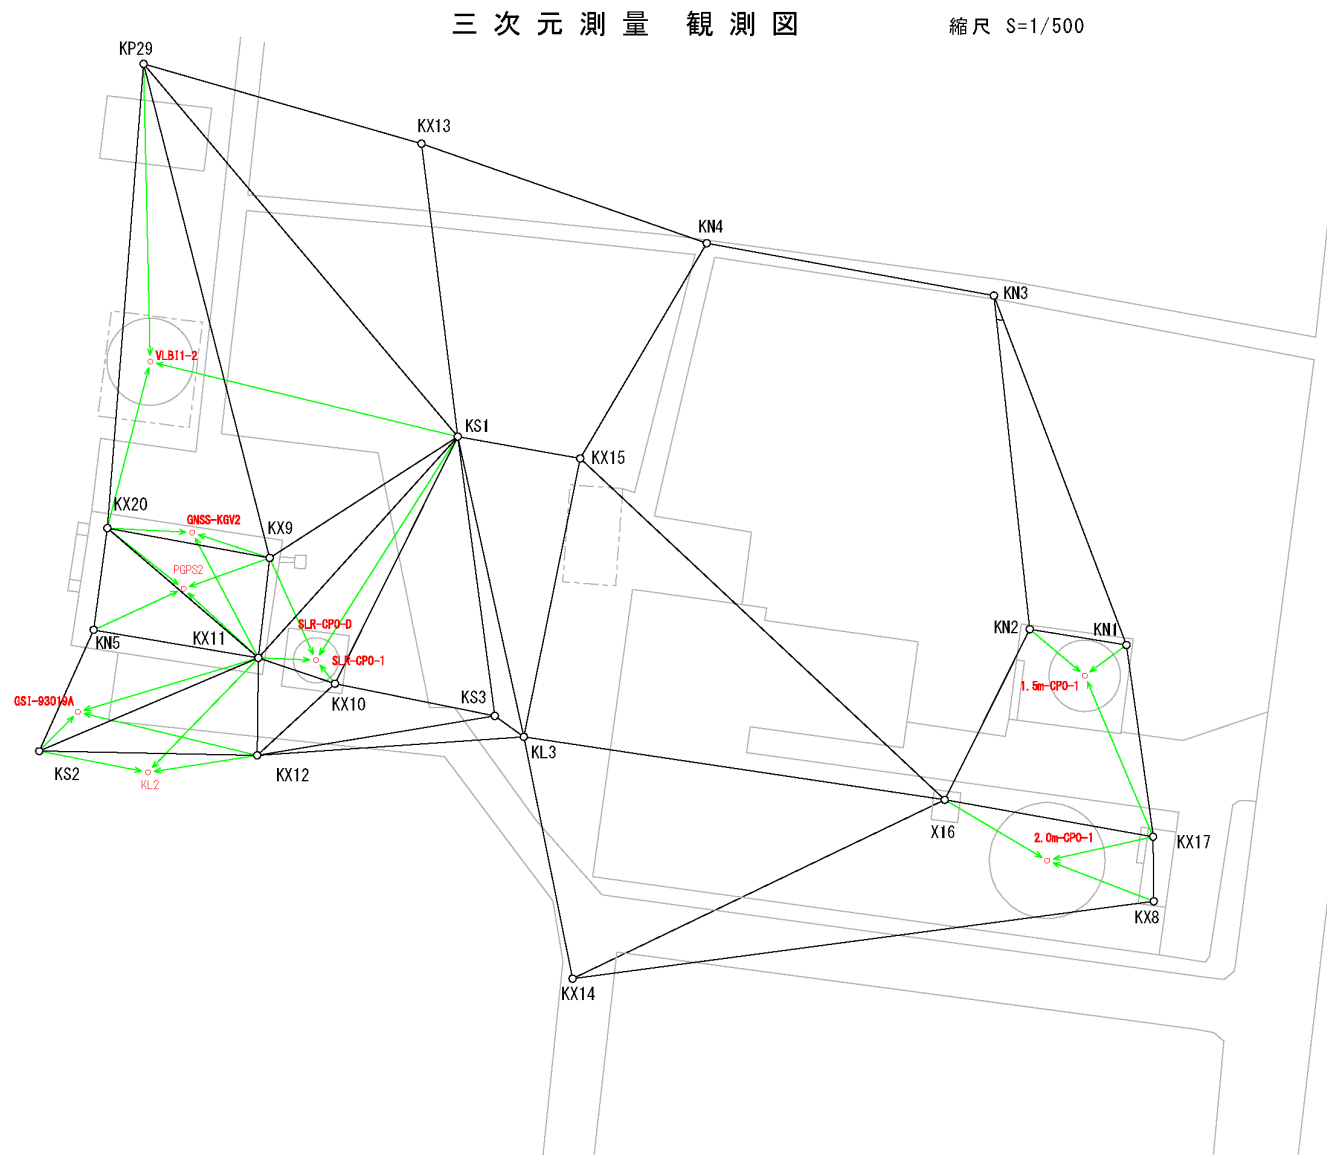 三次元測量 観測図 縮尺 S=1/500
KP29
KX13
KN4
KN3
VLBI1-2
KS1
KX15
KX20
GNSS-KGV2
KX9
PGPS2
SLR-CPO-D
KN2
KN1
KN5
KX11
SLR-CPO-1
1.5m-CPO-1
GSI-93019A
KX10
KS3
KL3
KS2
KX12
KL2
X16
2.0m-CPO-1
KX17
KX8
KX14